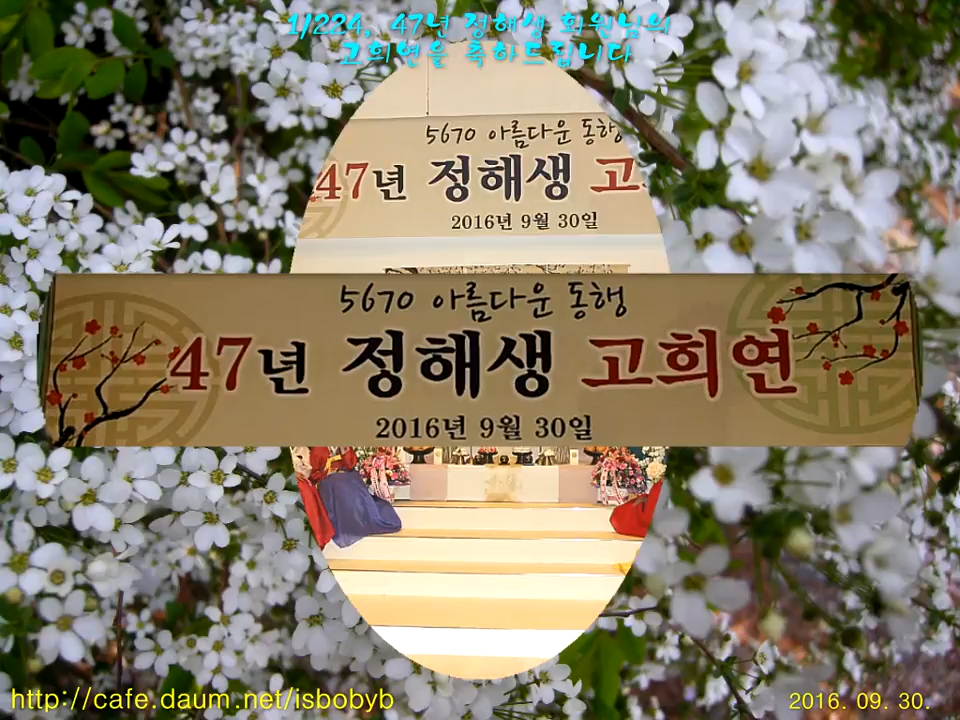 1/224, 47년 정해생 회원님의
고희연을 축하드립니다
5670 아름다운 동행
47년 정해생 고
2016년 9월 30일
5670 아름다운 동행
47년 정해생 고희연
2016년 9월 30일
http://cafe.daum.net/isbobyb
2016. 09. 30.